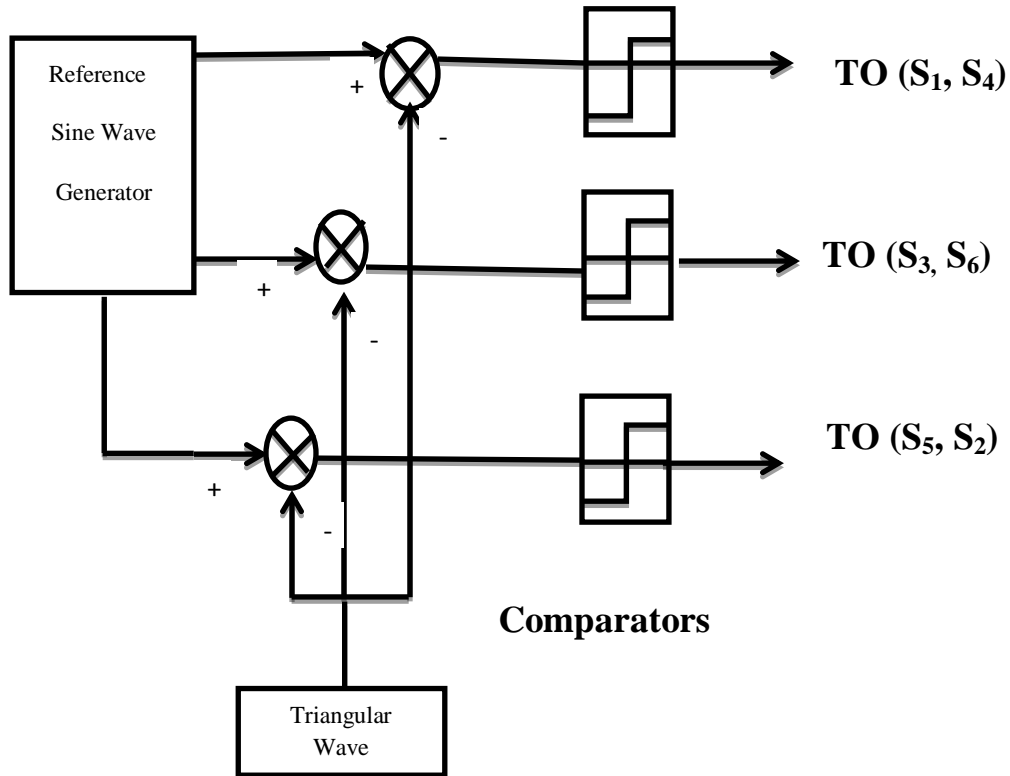 Reference
Sine Wave
Generator
+
-
TO (S1, S4)
+
-
TO (S3, S6)
+
-
TO (S5, S2)
Comparators
Triangular
Wave